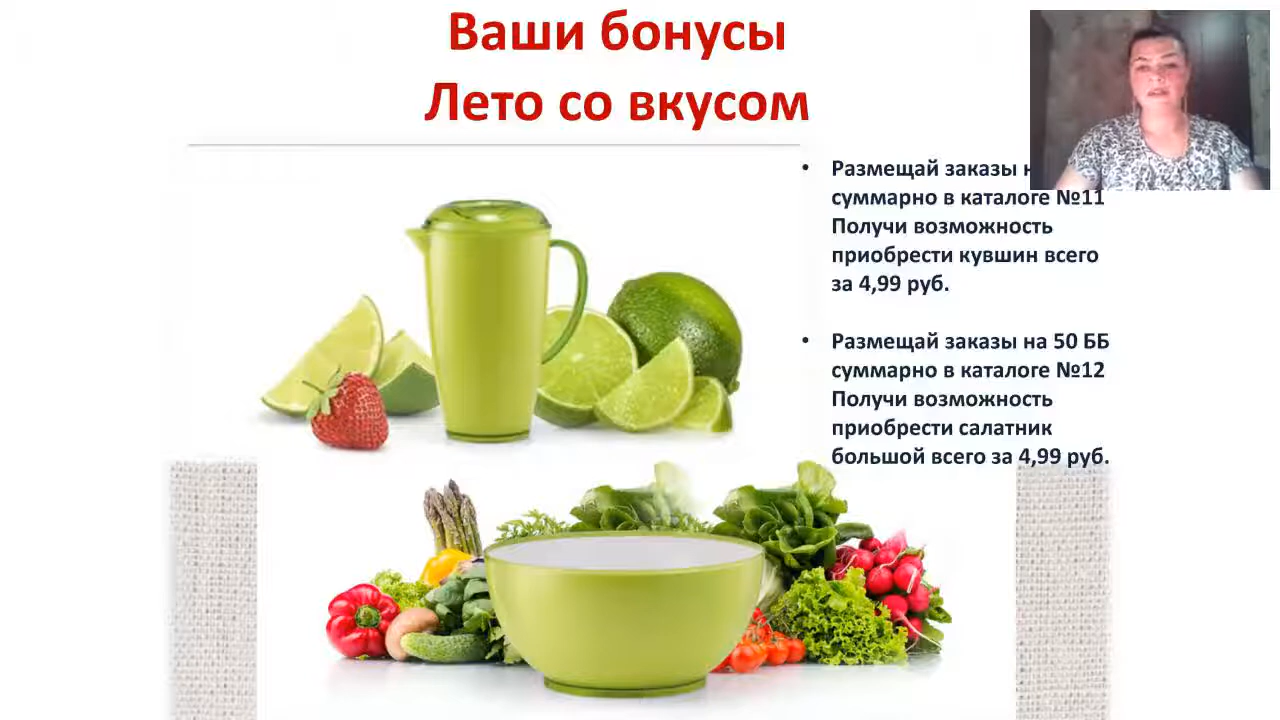 Ваши бонусы
Лето со вкусом
• Размещай заказы
суммарно в каталоге №11
Получи возможность
приобрести кувшин всего
за 4,99 руб.
• Размещай заказы на 50 ББ
суммарно в каталоге №12
Получи возможность
приобрести салатник
большой всего за 4,99 руб.